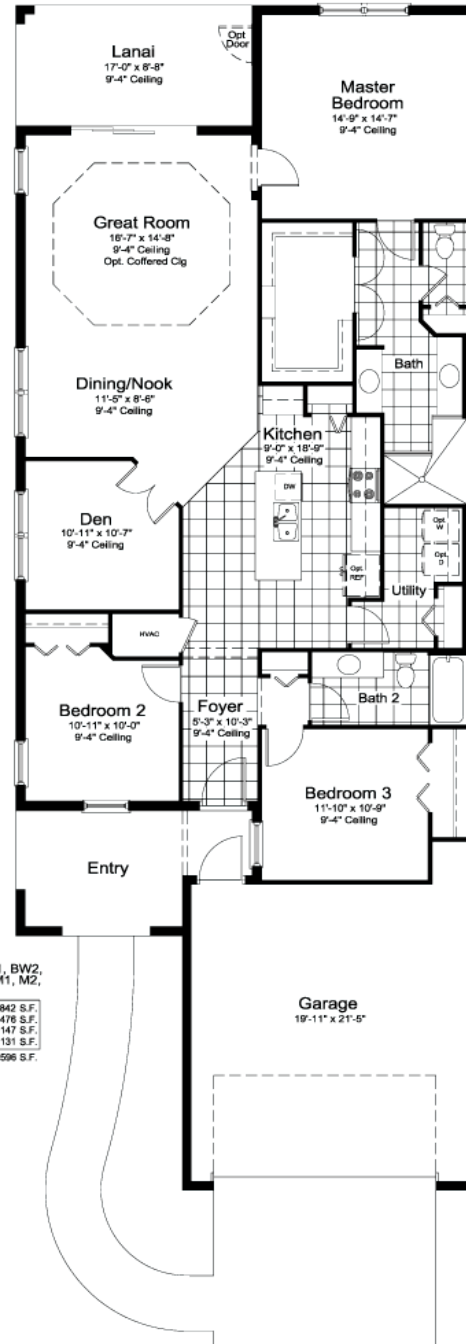 Lanai
17'-0" x 8'-8"
9'-4" Ceiling
Opt
Door
Master
Bedroom
14'-9" x 14'-7"
9'-4" Ceiling
Great Room
16'-7" x 14'-8"
9'-4" Ceiling
Opt. Coffered Clg
Bath
Dining/Nook
11'-5" x 8'-6"
9'-4" Ceiling
Kitchen
9'-0" x 18'-9"
9'-4" Ceiling
DW
Den
10'-11" x 10'-7"
9'-4" Ceiling
Opt.
W
Opt.
D
Opt.
REF
Utility
HVAC
Bedroom 2
10'-11" x 10'-0"
9'-4" Ceiling
Foyer
5'-3" x 10'-3"
9'-4" Ceiling
Bath 2
Bedroom 3
11'-10" x 10'-9"
9'-4" Ceiling
Entry
, BW2,
M1, M2,
842 S.F.
476 S.F.
147 S.F.
131 S.F.
596 S.F.
Garage
19'-11" x 21'-5"